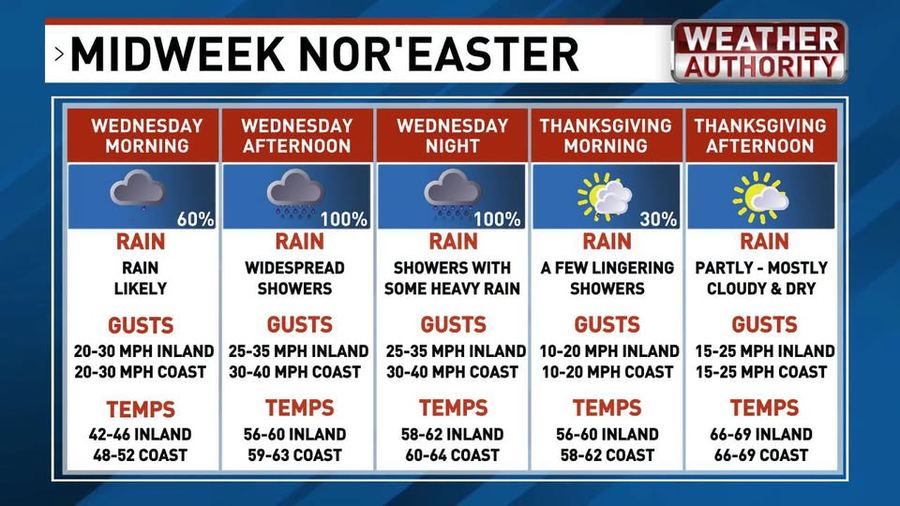 > MIDWEEK NOR'EASTER
WEATHER
AUTHORITY
WEDNESDAY
MORNING
60%
RAIN
RAIN
LIKELY
GUSTS
20-30 MPH INLAND
20-30 MPH COAST
TEMPS
42-46 INLAND
48-52 COAST
WEDNESDAY
AFTERNOON
100%
RAIN
WIDESPREAD
SHOWERS
GUSTS
25-35 MPH INLAND
30-40 MPH COAST
TEMPS
56-60 INLAND
59-63 COAST
WEDNESDAY
NIGHT
100%
RAIN
SHOWERS WITH
SOME HEAVY RAIN
GUSTS
25-35 MPH INLAND
30-40 MPH COAST
TEMPS
58-62 INLAND
60-64 COAST
THANKSGIVING
MORNING
30%
RAIN
A FEW LINGERING
SHOWERS
GUSTS
10-20 MPH INLAND
10-20 MPH COAST
TEMPS
56-60 INLAND
58-62 COAST
THANKSGIVING
AFTERNOON
RAIN
PARTLY - MOSTLY
CLOUDY & DRY
GUSTS
15-25 MPH INLAND
15-25 MPH COAST
TEMPS
66-69 INLAND
66-69 COAST